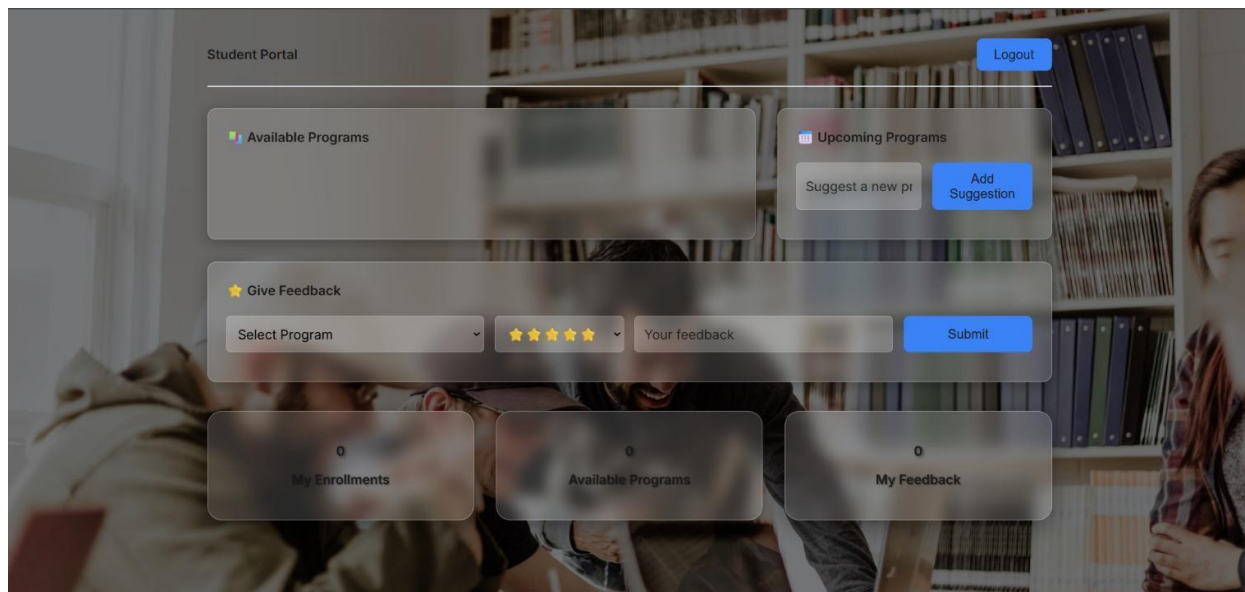 Student Portal
Logout
Available Programs
Upcoming Programs
Suggest a new pr
Add
Suggestion
Give Feedback
Select Program
Your feedback
Submit
0
My Enrollments
0
Available Programs
0
My Feedback